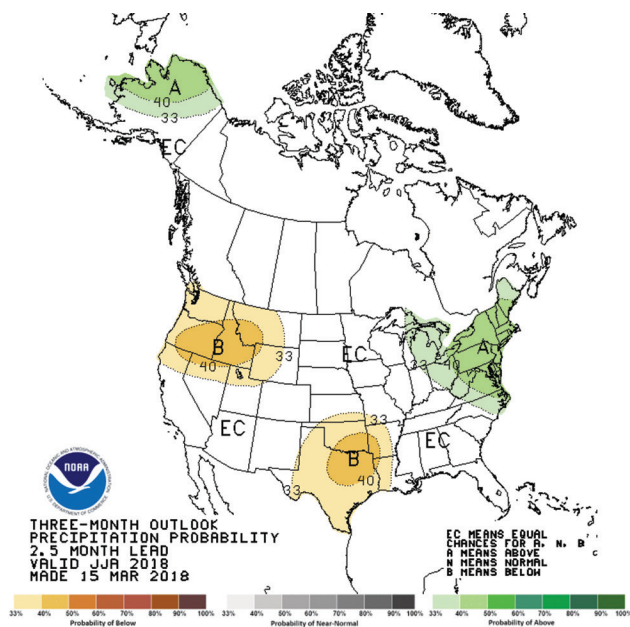 A
40
33
EC
B
40
33
EC
A
33
40
EC
33
B
40
33
EC
NOAA
THREE-MONTH OUTLOOK
PRECIPITATION PROBABILITY
2.5 MONTH LEAD
VALID JJA 2018
MADE 15 MAR 2018
EC MEANS EQUAL
CHANCES FOR A, N, B
A MEANS ABOVE
N MEANS NORMAL
B MEANS BELOW
33% 40% 50% 60% 70% 80% 90% 100%
Probability of Below
33% 40% 50% 60% 70% 80% 90% 100%
Probability of Near-Normal
33% 40% 50% 60% 70% 80% 90% 100%
Probability of Above